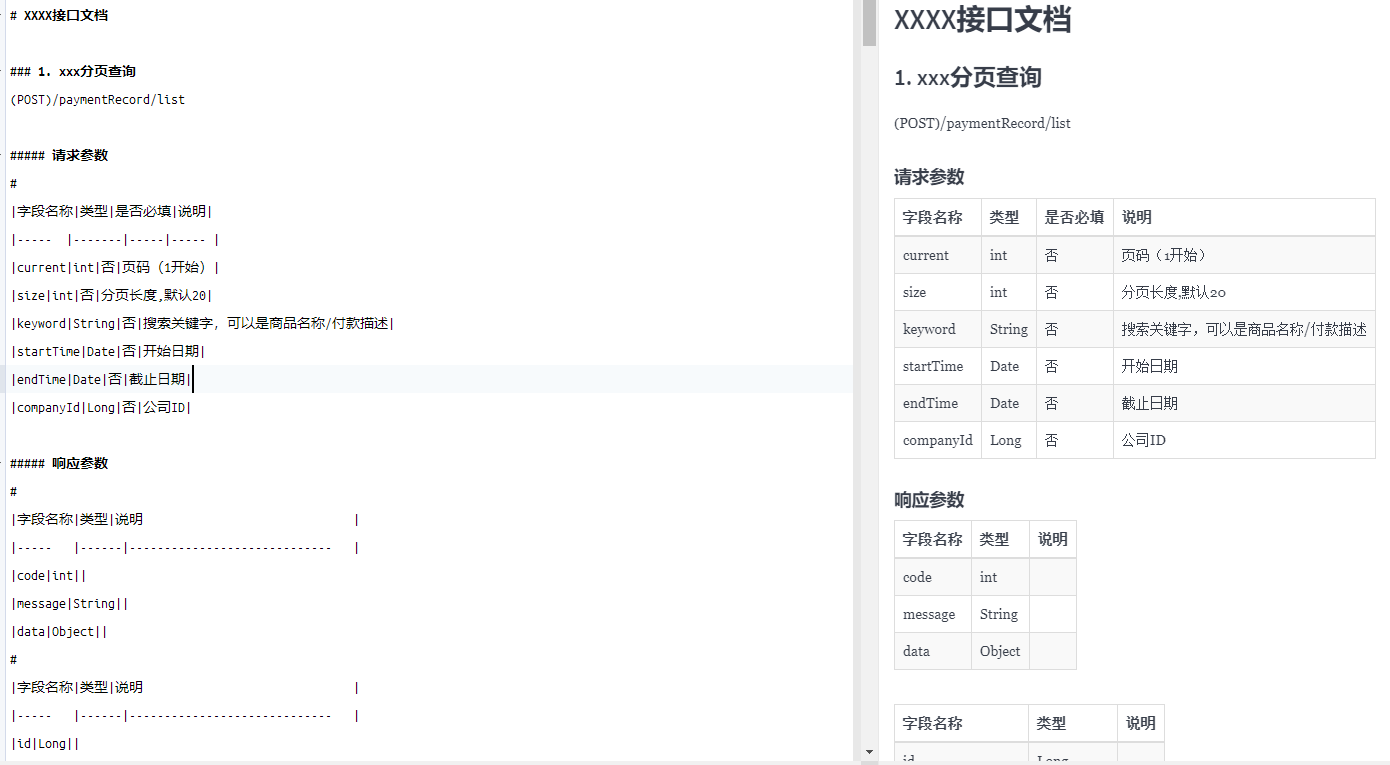 # XXXX接口文档
### 1. xxx分页查询
(POST)/paymentRecord/list
##### 请求参数
#
|字段名称|类型|是否必填|说明|
|-----  |-------|-----|----- |
|current|int|否|页码（1开始）|
|size|int|否|分页长度,默认20|
|keyword|String|否|搜索关键字，可以是商品名称/付款描述|
|startTime|Date|否|开始日期|
|endTime|Date|否|截止日期|
|companyId|Long|否|公司ID|
##### 响应参数
#
|字段名称|类型|说明                              |
|-----   |------|-----------------------------   |
|code|int||
|message|String||
|data|Object||
#
|字段名称|类型|说明                              |
|-----   |------|-----------------------------   |
|id|Long||
XXXX接口文档
1. xxx分页查询
(POST)/paymentRecord/list
请求参数
字段名称 类型 是否必填 说明
current int 否 页码（1开始）
size int 否 分页长度,默认20
keyword String 否 搜索关键字，可以是商品名称/付款描述
startTime Date 否 开始日期
endTime Date 否 截止日期
companyId Long 否 公司ID
响应参数
字段名称 类型 说明
code int
message String
data Object
字段名称 类型 说明
id Long